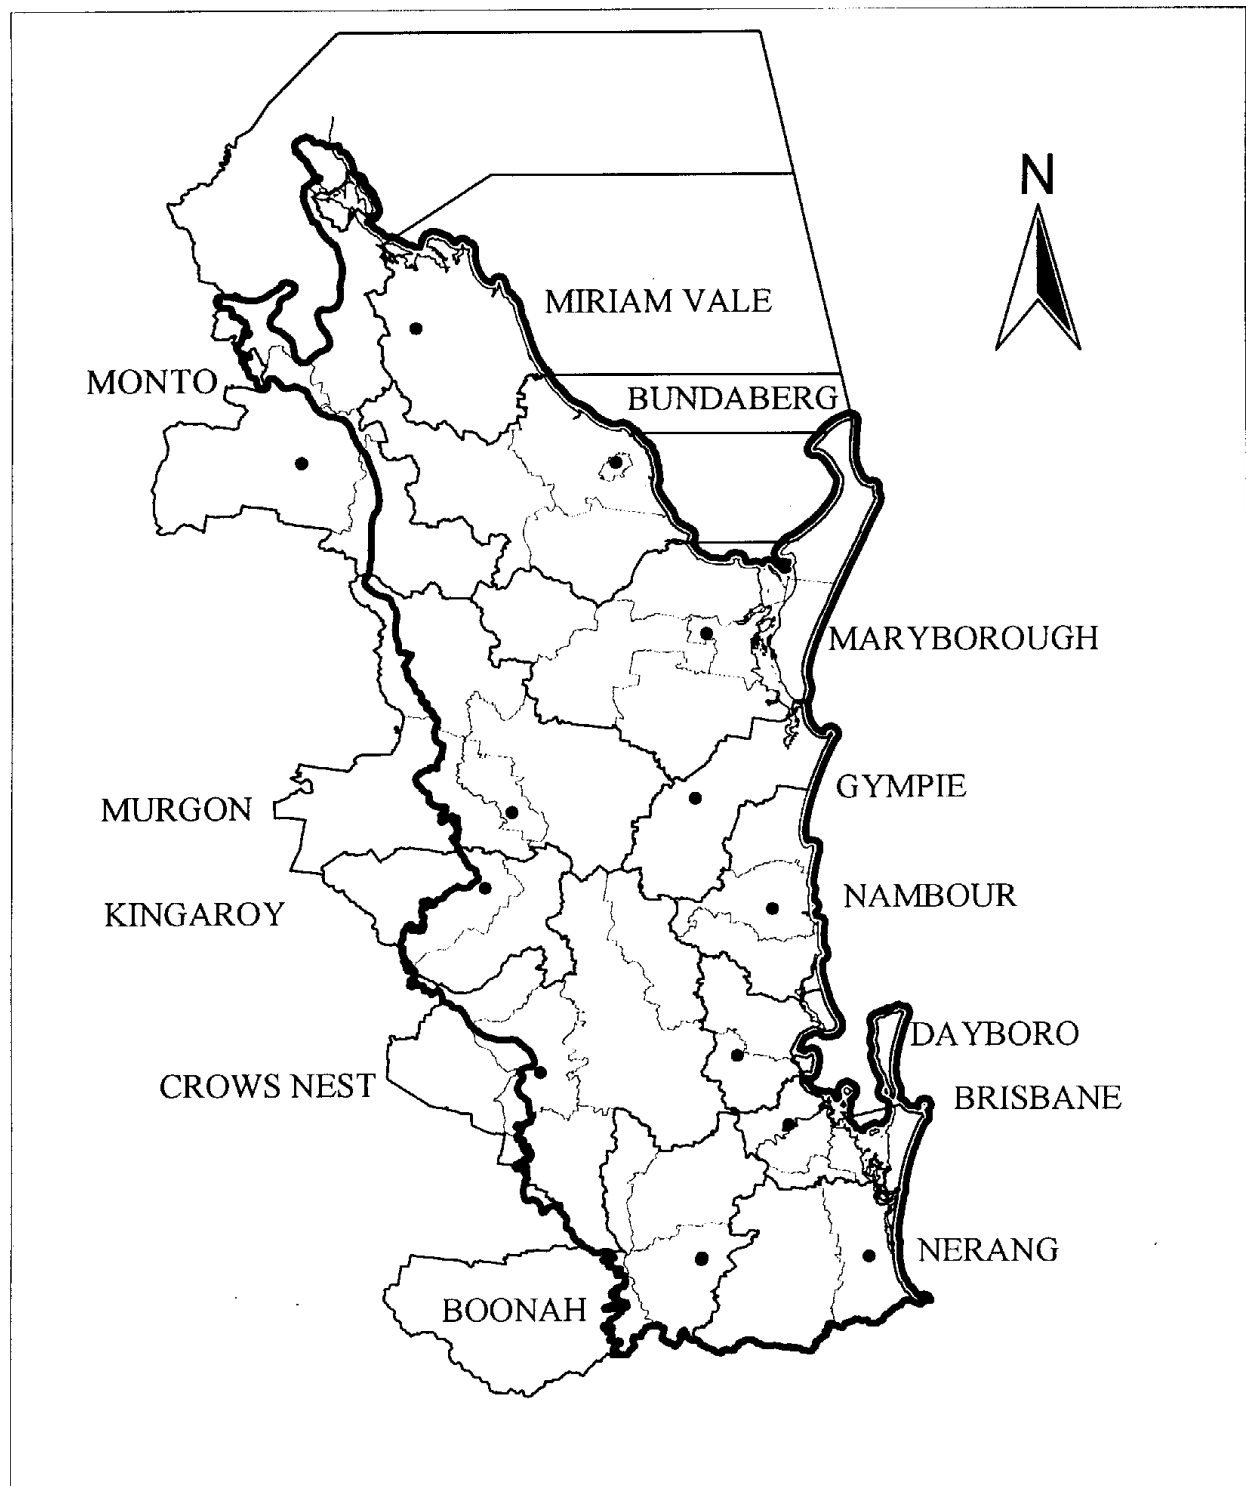 N
MIRIAM VALE
MONTO
BUNDABERG
MARYBOROUGH
GYMPIE
MURGON
NAMBOUR
KINGAROY
DAYBORO
CROWS NEST
BRISBANE
NERANG
BOONAH